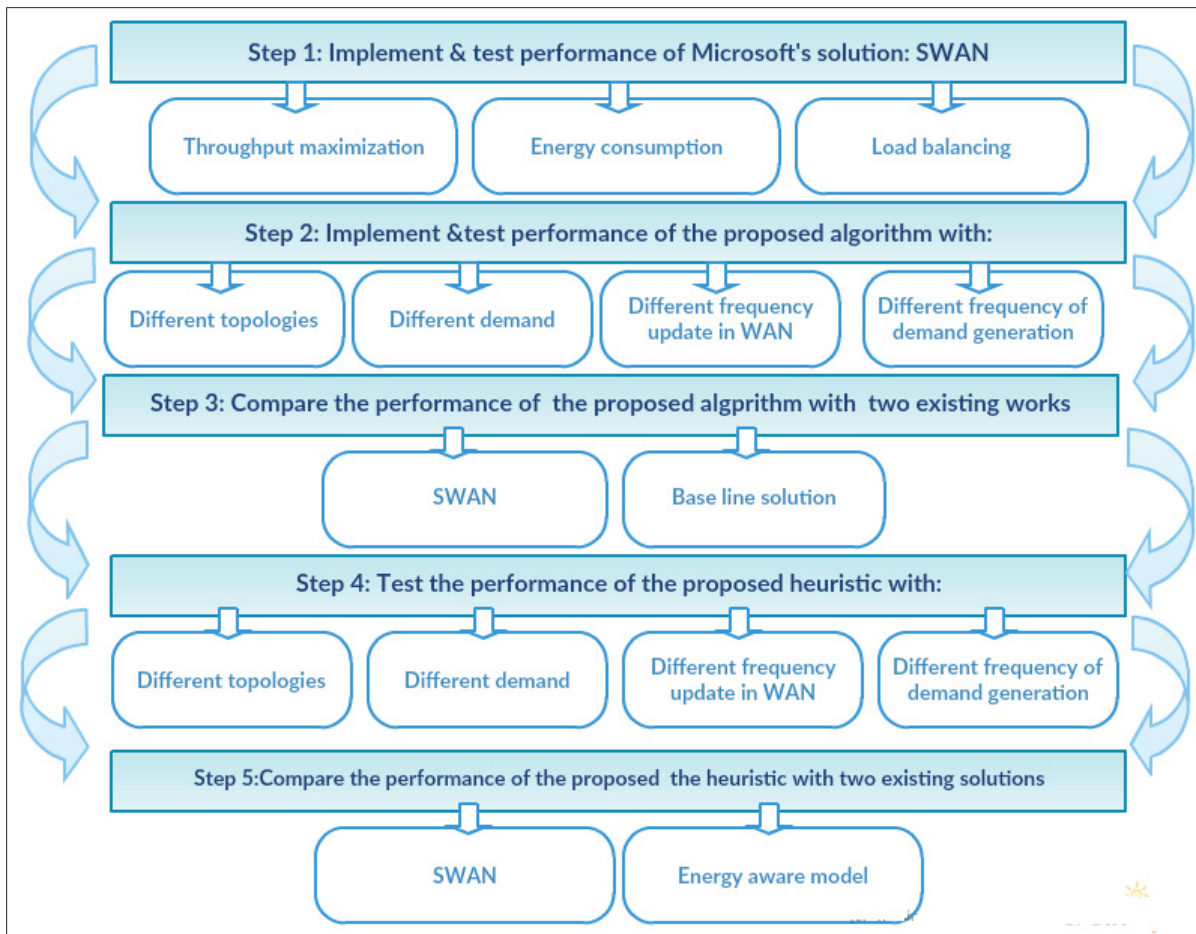 Step 1: Implement & test performance of Microsoft's solution: SWAN
Throughput maximization
Energy consumption
Load balancing
Step 2: Implement &test performance of the proposed algorithm with:
Different topologies
Different demand
Different frequency
update in WAN
Different frequency of
demand generation
Step 3: Compare the performance of the proposed algprithm with two existing works
SWAN
Base line solution
Step 4: Test the performance of the proposed heuristic with:
Different topologies
Different demand
Different frequency
update in WAN
Different frequency of
demand generation
Step 5:Compare the performance of the proposed the heuristic with two existing solutions
SWAN
Energy aware model